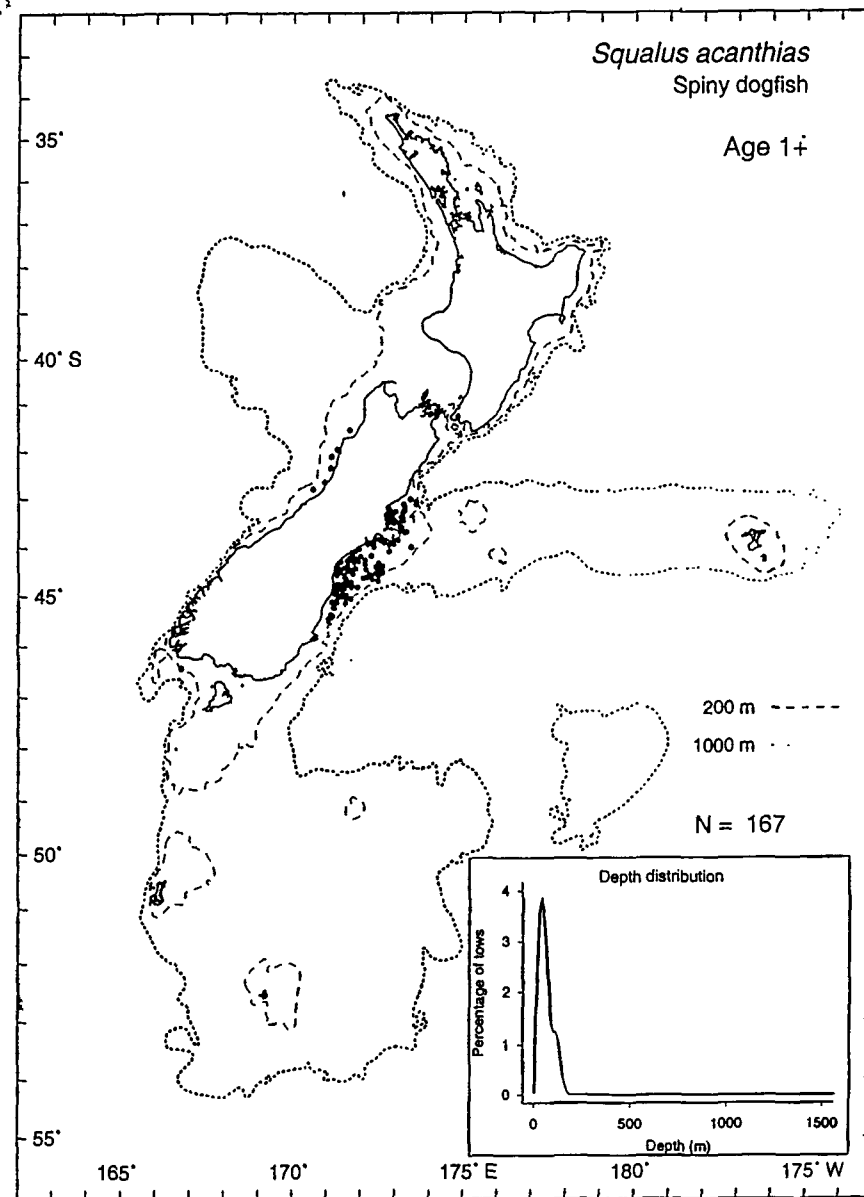 Squalus acanthias
Spiny dogfish
Age 1+
35°
40° S
45°
50°
55°
200 m
1000 m
N = 167
Depth distribution
Percentage of tows
4
3
2
1
0
0 500 1000 1500
Depth (m)
165° 170° 175° E 180° 175° W